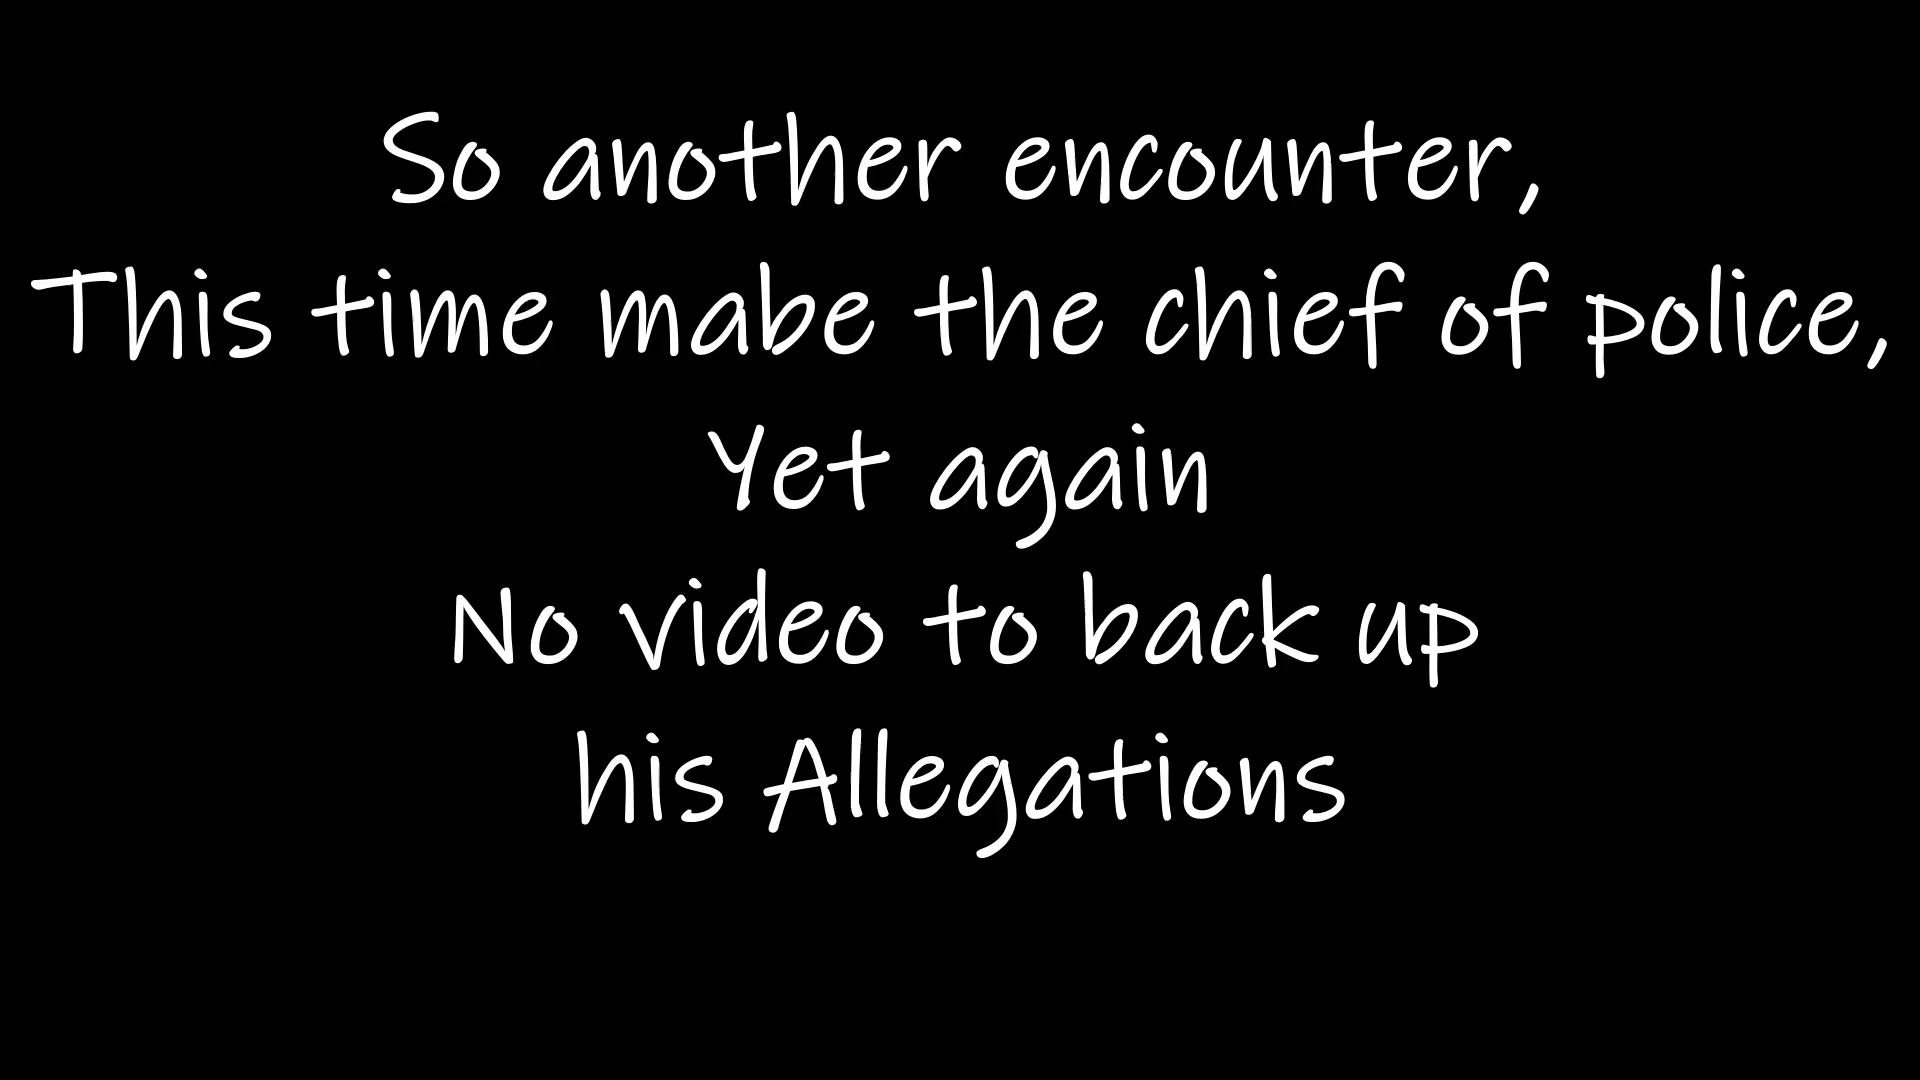 So another encounter,
This time mabe the chief of police,
Yet again
No video to back up
his Allegations